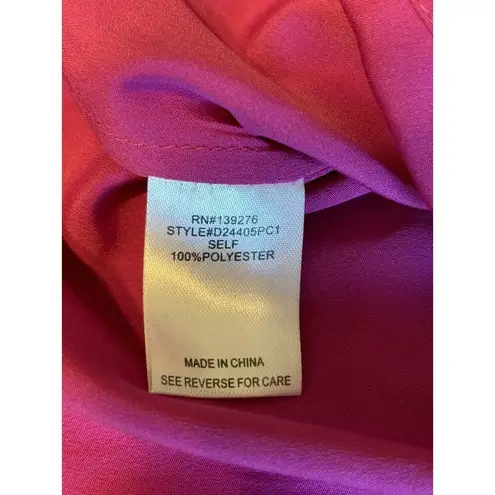 RN#139276
STYLE#D24405PC1
SELF
100%POLYESTER
MADE IN CHINA
SEE REVERSE FOR CARE